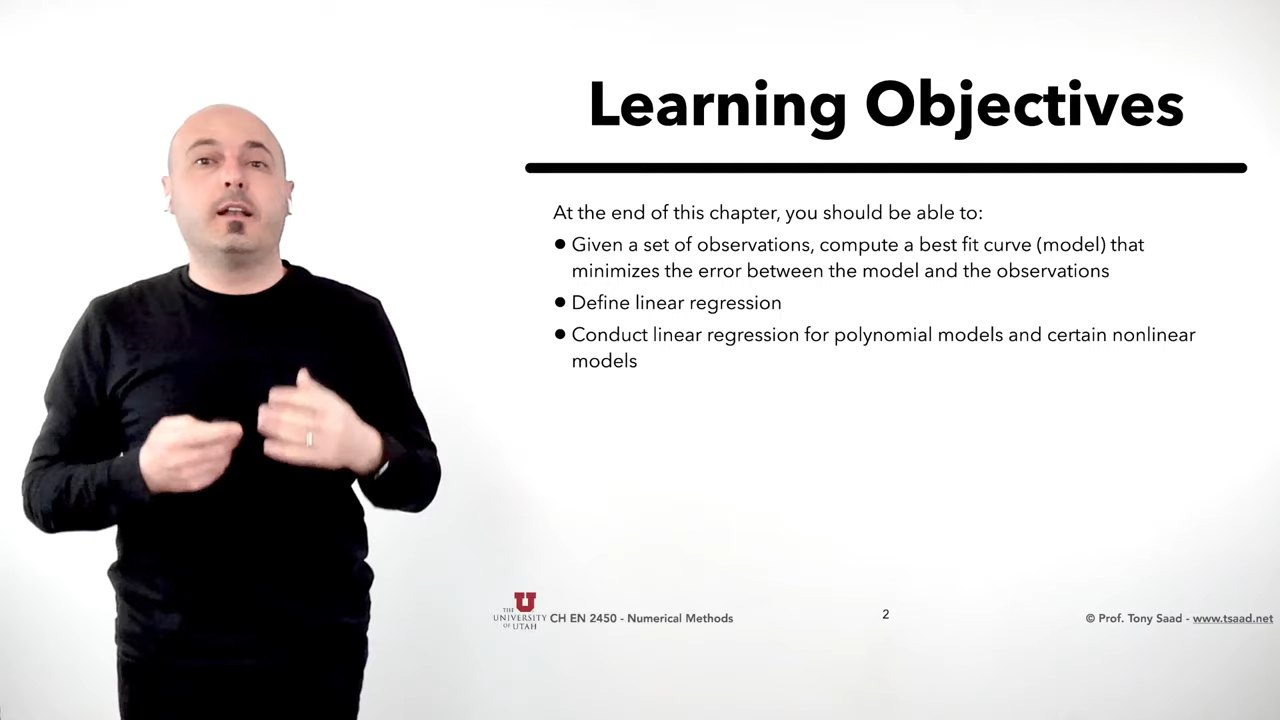 Learning Objectives
At the end of this chapter, you should be able to:
● Given a set of observations, compute a best fit curve (model) that
minimizes the error between the model and the observations
● Define linear regression
● Conduct linear regression for polynomial models and certain nonlinear
models
THE
UNIVERSITY
OF UTAH
CH EN 2450 - Numerical Methods
2
© Prof. Tony Saad - www.tsaad.net